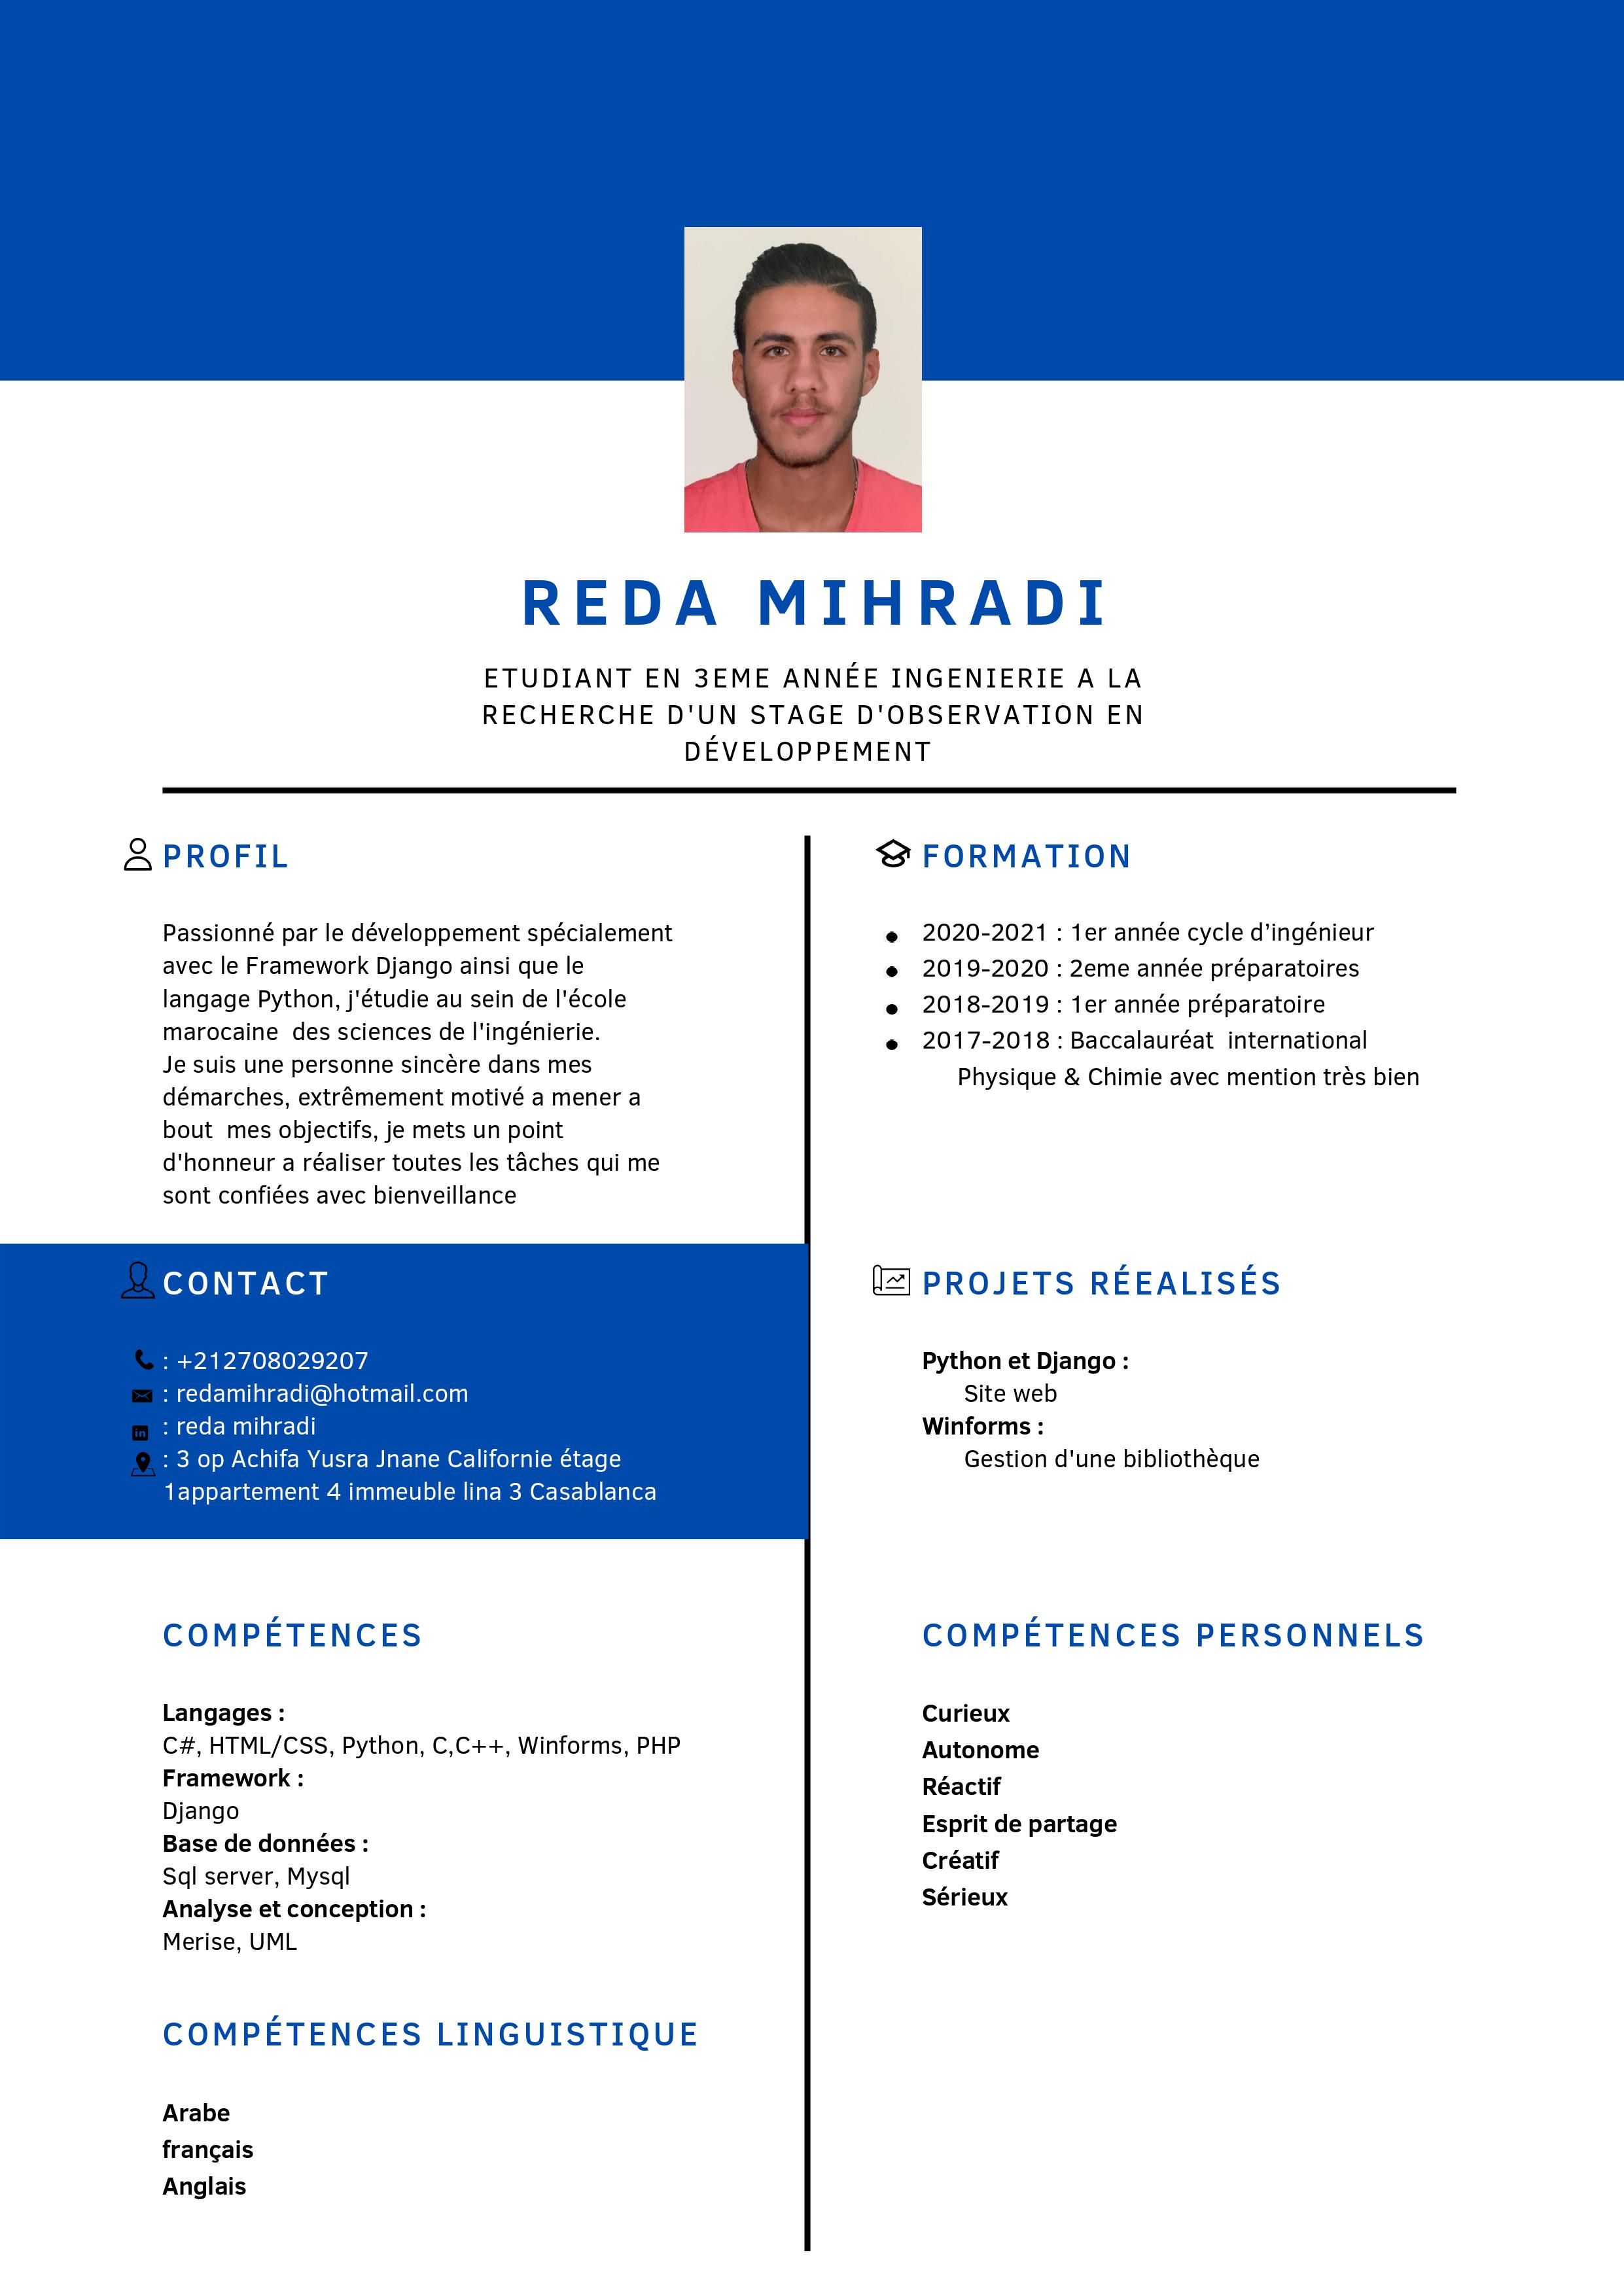 REDA MIHRADI
ETUDIANT EN 3EME ANNÉE INGENIERIE A LA
RECHERCHE D'UN STAGE D'OBSERVATION EN
DÉVELOPPEMENT
PROFIL
Passionné par le développement spécialement
avec le Framework Django ainsi que le
langage Python, j'étudie au sein de l'école
marocaine  des sciences de l'ingénierie.
Je suis une personne sincère dans mes
démarches, extrêmement motivé a mener a
bout  mes objectifs, je mets un point
d'honneur a réaliser toutes les tâches qui me
sont confiées avec bienveillance
CONTACT
: +212708029207
: redamihradi@hotmail.com
in : reda mihradi
: 3 op Achifa Yusra Jnane Californie étage
1appartement 4 immeuble lina 3 Casablanca
COMPÉTENCES
Langages :
C#, HTML/CSS, Python, C,C++, Winforms, PHP
Framework :
Django
Base de données :
Sql server, Mysql
Analyse et conception :
Merise, UML
COMPÉTENCES LINGUISTIQUE
Arabe
français
Anglais
FORMATION
2020-2021 : 1er année cycle d’ingénieur
2019-2020 : 2eme année préparatoires
2018-2019 : 1er année préparatoire
2017-2018 : Baccalauréat  international
Physique & Chimie avec mention très bien
PROJETS RÉEALISÉS
Python et Django :
Site web
Winforms :
Gestion d'une bibliothèque
COMPÉTENCES PERSONNELS
Curieux
Autonome
Réactif
Esprit de partage
Créatif
Sérieux